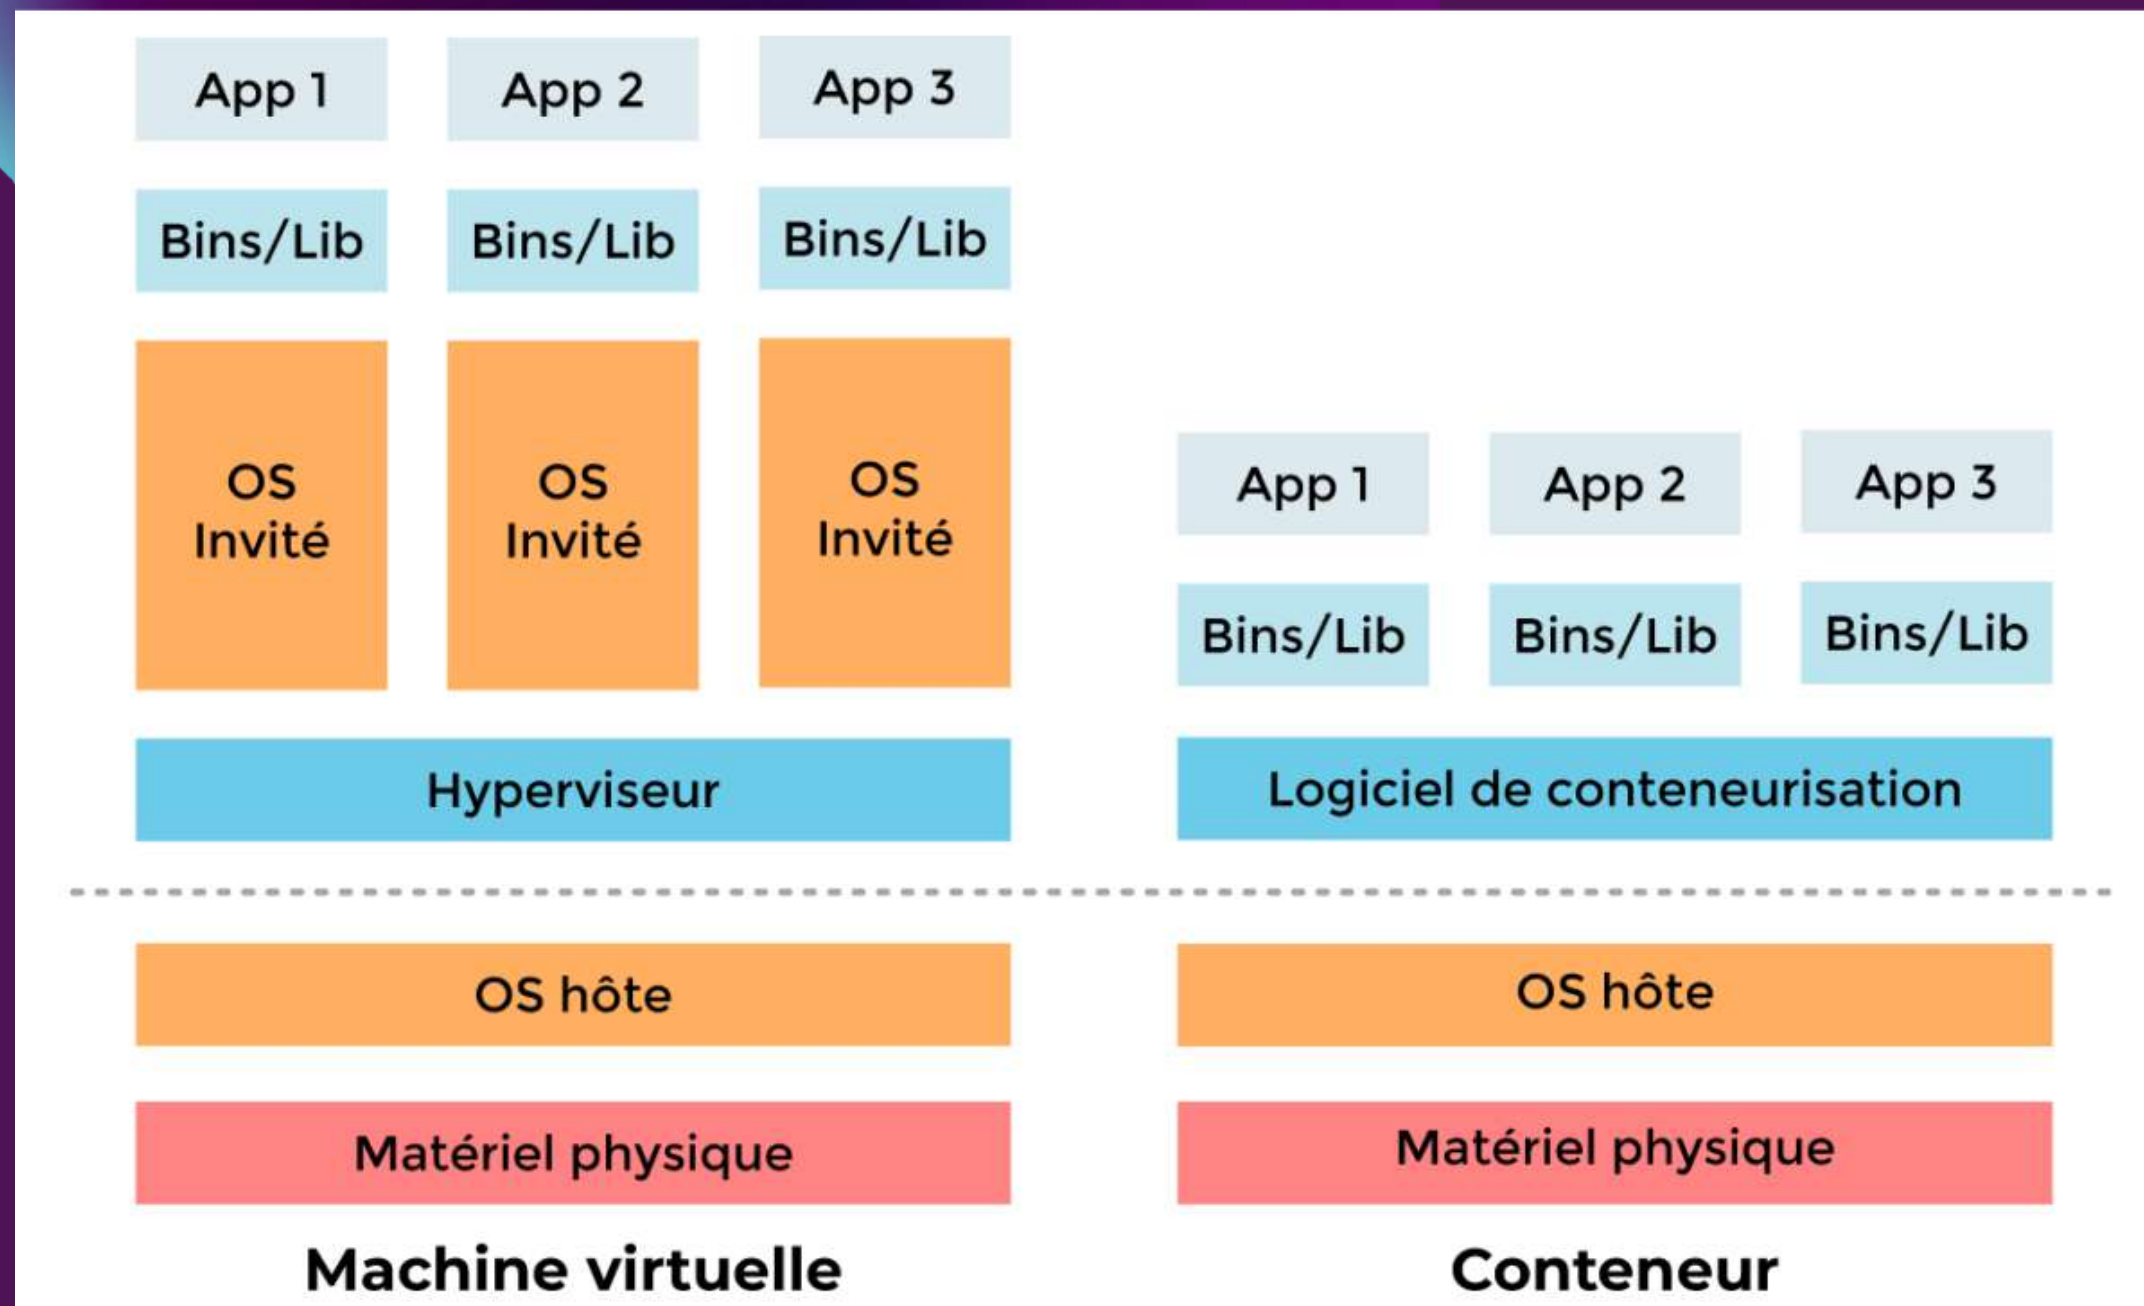 App 1
App 2
App 3
Bins/Lib
Bins/Lib
Bins/Lib
OS
Invité
OS
Invité
OS
Invité
Hyperviseur
OS hôte
Matériel physique
Machine virtuelle
App 1
App 2
App 3
Bins/Lib
Bins/Lib
Bins/Lib
Logiciel de conteneurisation
OS hôte
Matériel physique
Conteneur